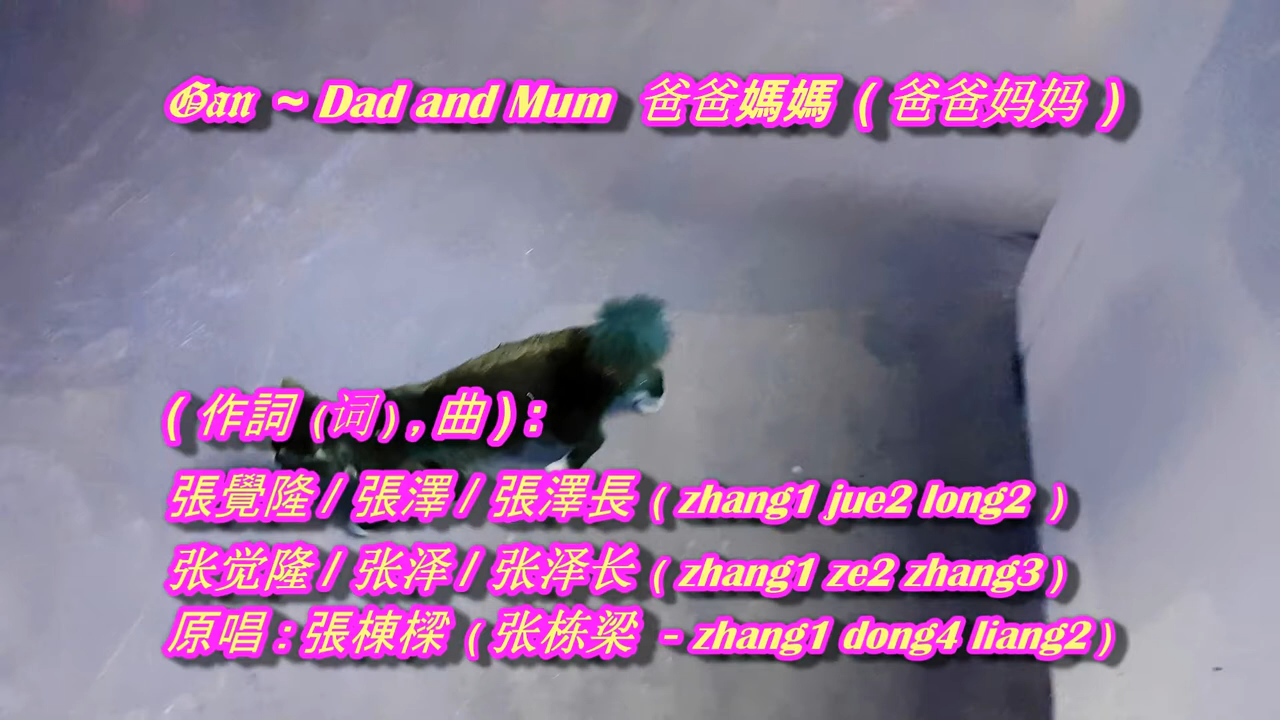 Gan ~ Dad and Mum 爸爸媽媽 ( 爸爸妈妈 )
( 作詞 (词) , 曲 ) :
張覺隆 / 張澤 / 張澤長 ( zhang1 jue2 long2 )
张觉隆 / 张泽 / 张泽长 ( zhang1 ze2 zhang3 )
原唱 : 張棟樑 ( 张栋梁 - zhang1 dong4 liang2 )